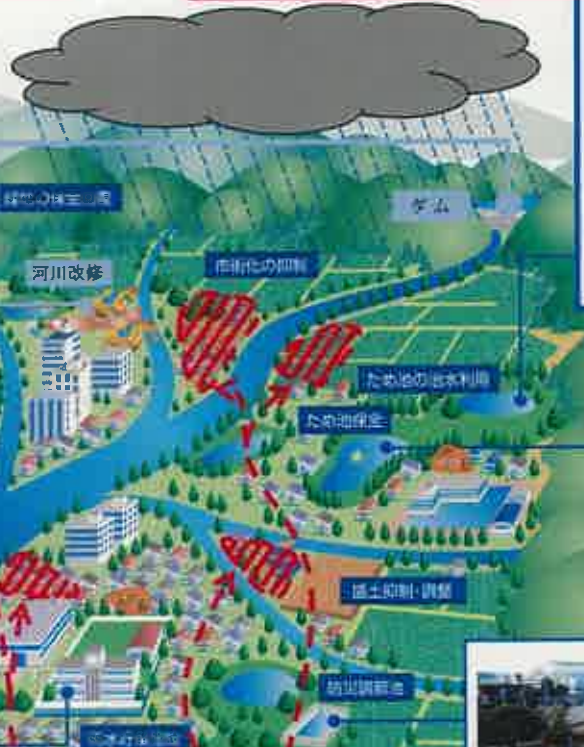 ダム
河川改修
市街化の抑制
ため池の治水利用
ため池保全
盛土抑制・調整
防災調節池